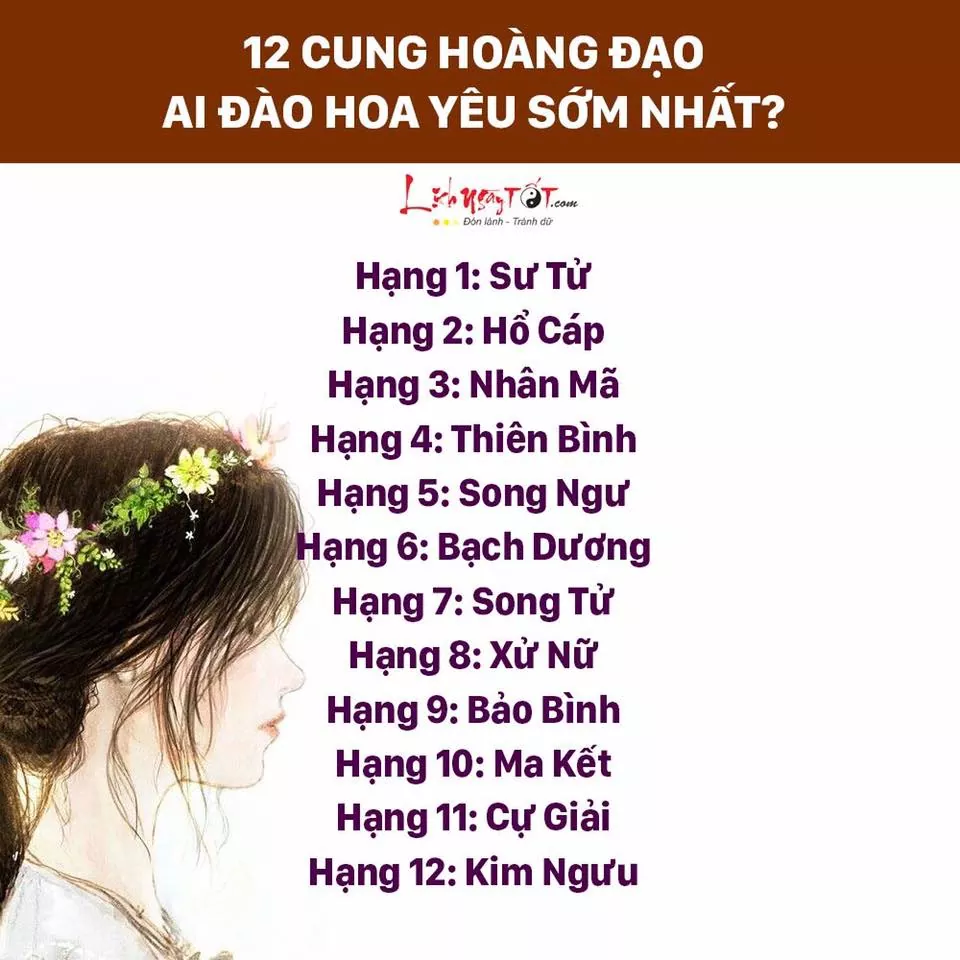 12 CUNG HOÀNG ĐẠO
AI ĐÀO HOA YÊU SỚM NHẤT?
LịchNgàyTỐT.com
Đón lành - Tránh dữ
Hạng 1: Sư Tử
Hạng 2: Hổ Cáp
Hạng 3: Nhân Mã
Hạng 4: Thiên Bình
Hạng 5: Song Ngư
Hạng 6: Bạch Dương
Hạng 7: Song Tử
Hạng 8: Xử Nữ
Hạng 9: Bảo Bình
Hạng 10: Ma Kết
Hạng 11: Cự Giải
Hạng 12: Kim Ngưu